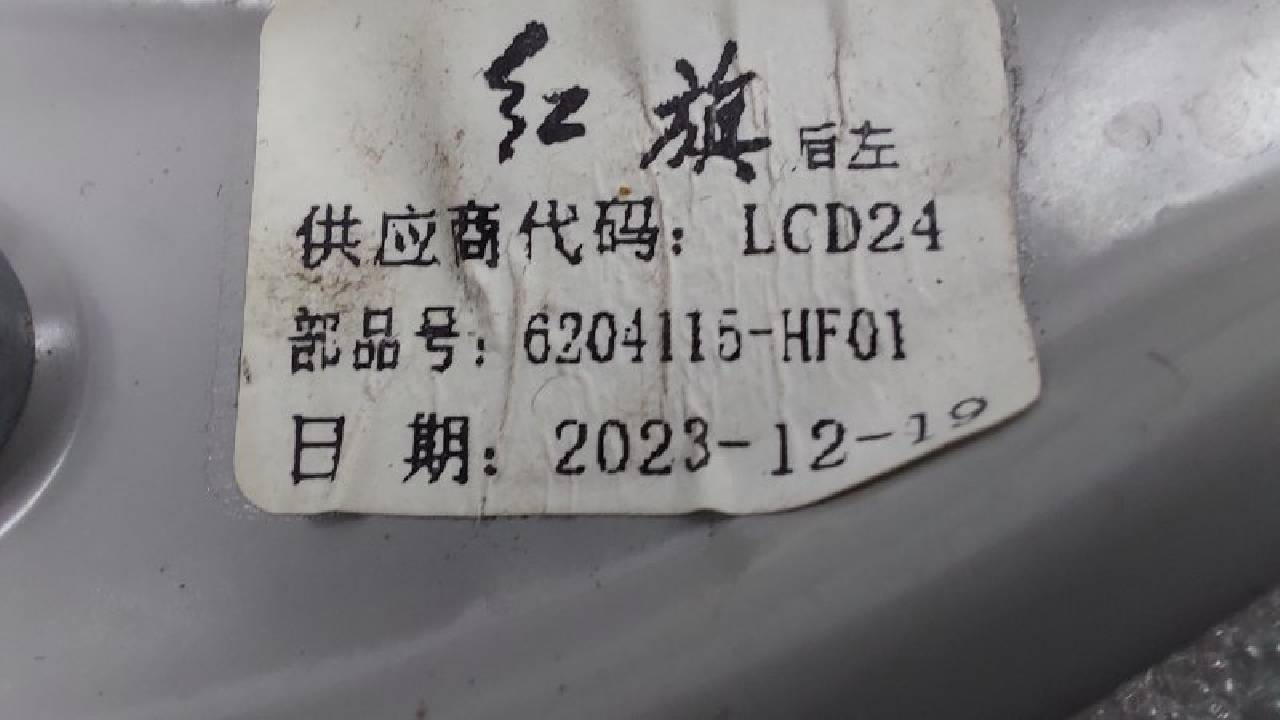 红旗 后左
供应商代码：LCD24
部品号：6204115-HF01
日 期：2023-12-19